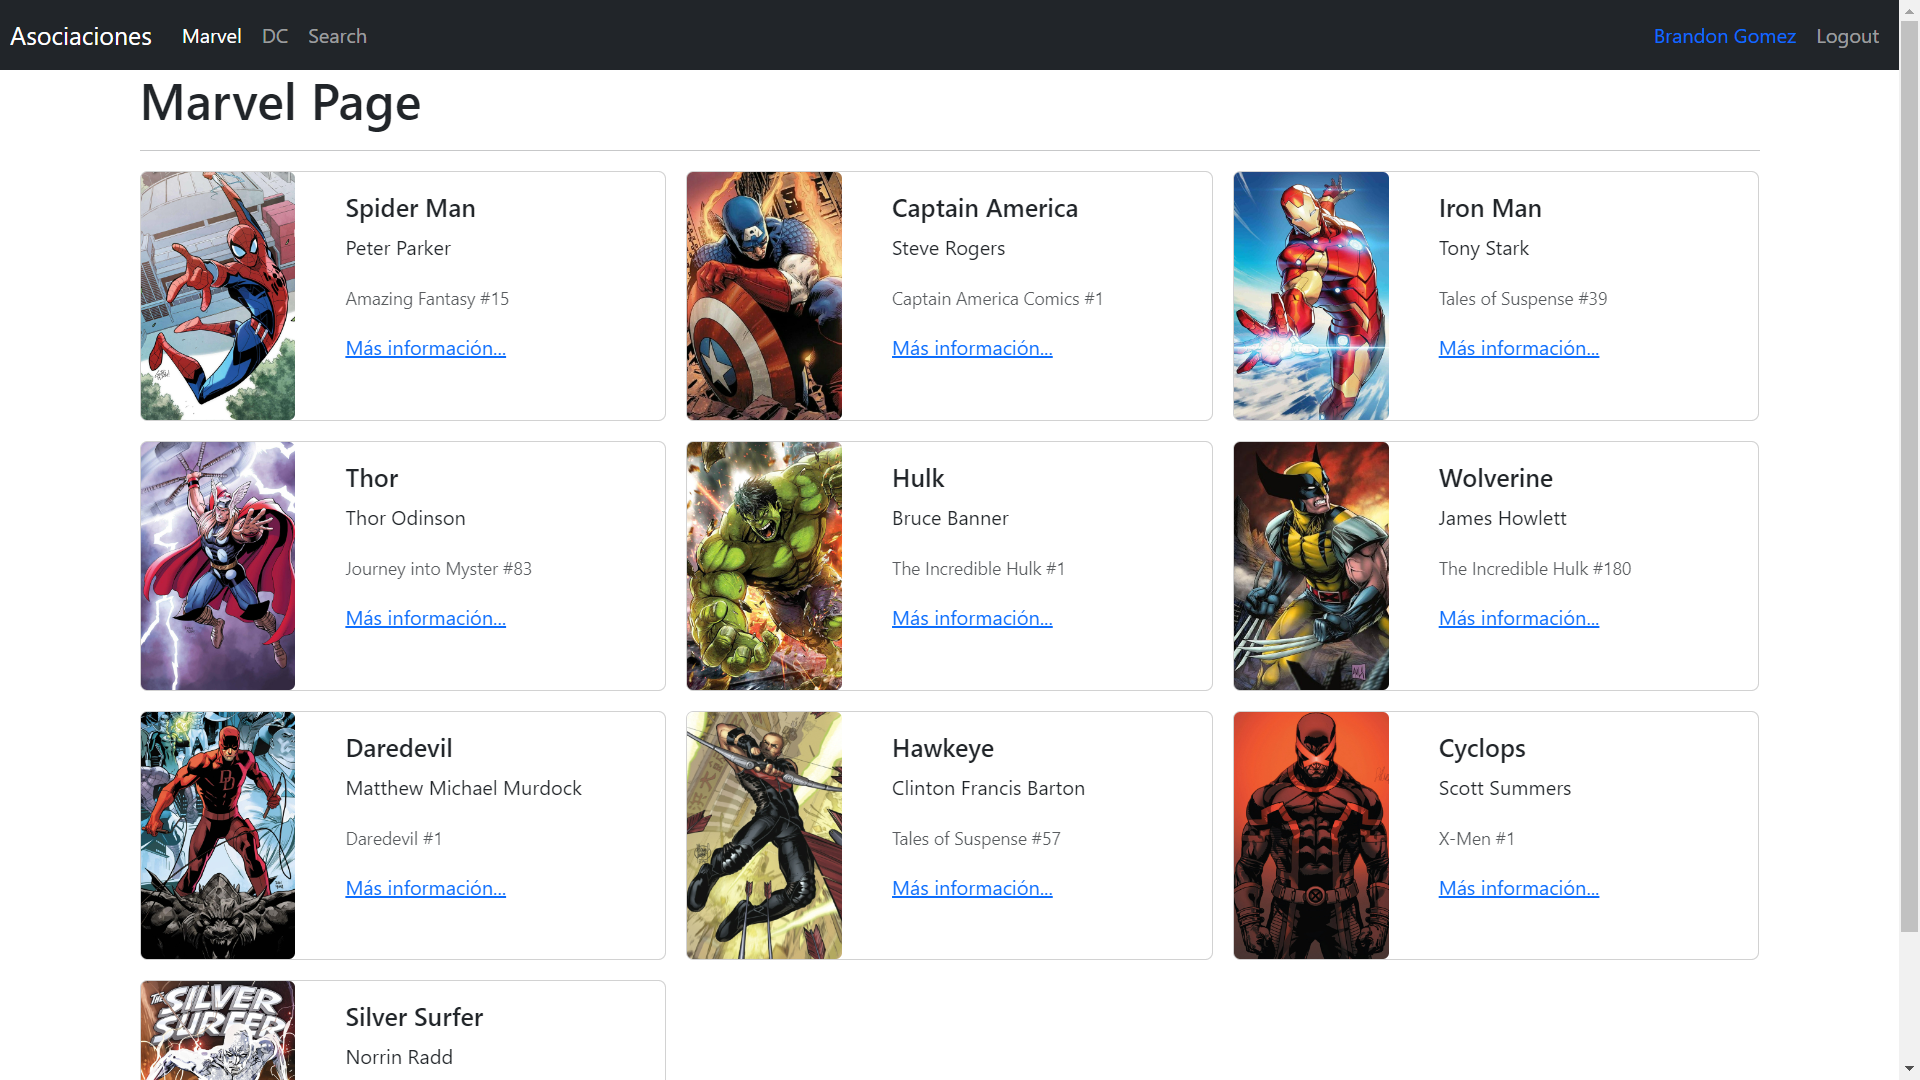 Asociaciones Marvel DC Search Brandon Gomez Logout
Marvel Page
Spider Man
Peter Parker
Amazing Fantasy #15
Más información...
Captain America
Steve Rogers
Captain America Comics #1
Más información...
Iron Man
Tony Stark
Tales of Suspense #39
Más información...
Thor
Thor Odinson
Journey into Myster #83
Más información...
Hulk
Bruce Banner
The Incredible Hulk #1
Más información...
Wolverine
James Howlett
The Incredible Hulk #180
Más información...
DD
Daredevil
Matthew Michael Murdock
Daredevil #1
Más información...
Hawkeye
Clinton Francis Barton
Tales of Suspense #57
Más información...
Cyclops
Scott Summers
X-Men #1
Más información...
THE SILVER
SURFER
Silver Surfer
Norrin Radd